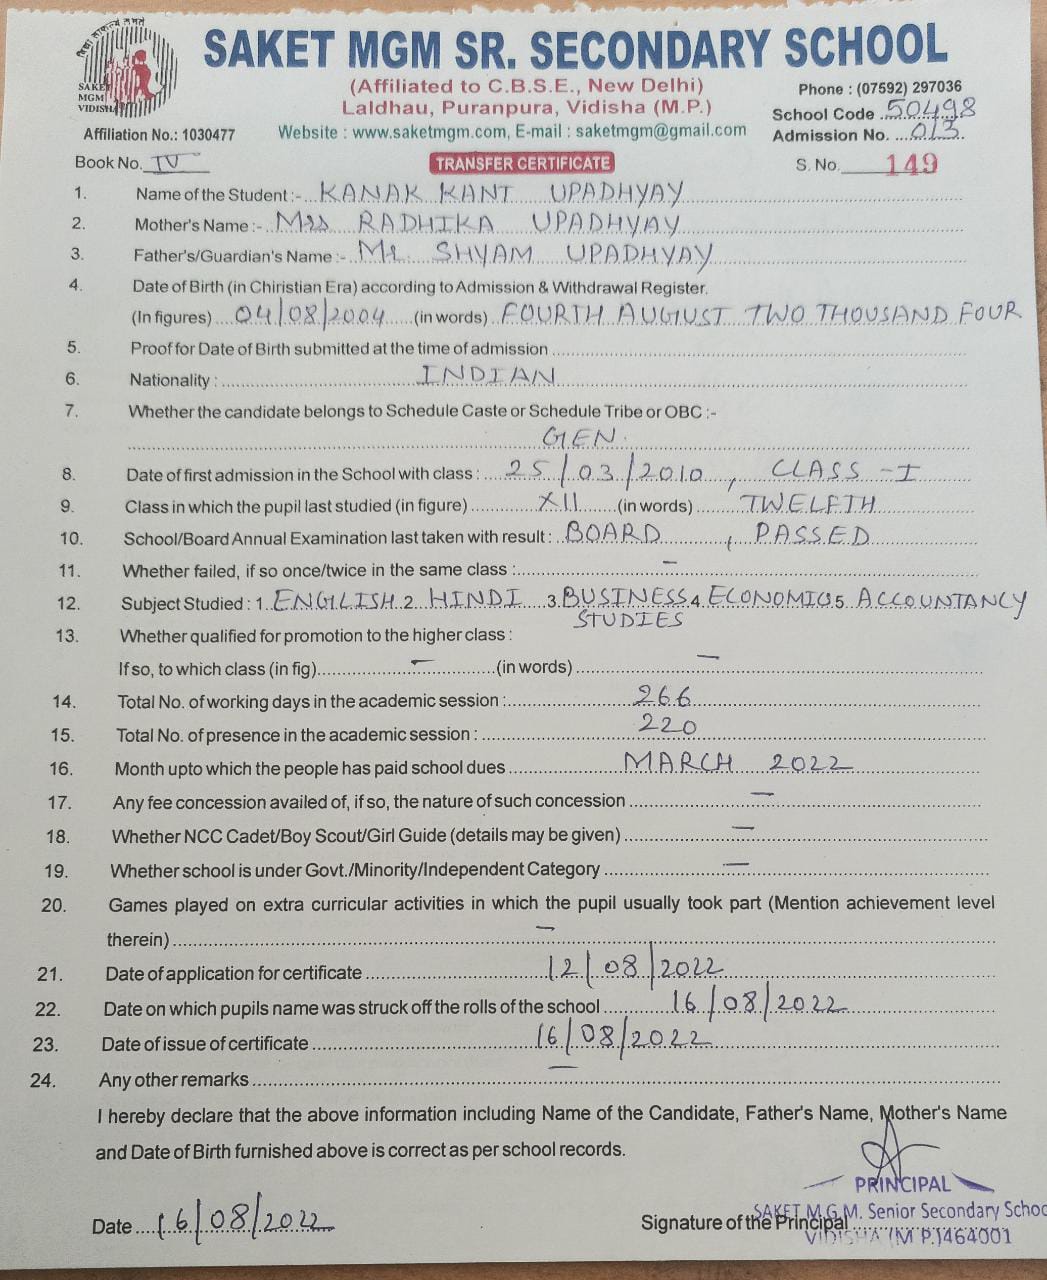 SAKET MGM SR. SECONDARY SCHOOL
(Affiliated to C.B.S.E., New Delhi)
Laldhau, Puranpura, Vidisha (M.P.)
Website : www.saketmgm.com, E-mail : saketmgm@gmail.com
SAKET
MGM
VIDISHA
Phone : (07592) 297036
School Code 50498
Admission No. 013
Affiliation No.: 1030477
Book No. IV
TRANSFER CERTIFICATE
S. No. 149
1. Name of the Student :- KANAK KANT UPADHYAY
2. Mother's Name :- Mrs RADHIKA UPADHYAY
3. Father's/Guardian's Name :- Mr. SHYAM UPADHYAY
4. Date of Birth (in Chiristian Era) according to Admission & Withdrawal Register.
(In figures) 04/08/2004 (in words) FOURTH AUGUST TWO THOUSAND FOUR
5. Proof for Date of Birth submitted at the time of admission
6. Nationality : INDIAN
7. Whether the candidate belongs to Schedule Caste or Schedule Tribe or OBC :-
GEN.
8. Date of first admission in the School with class : 25/03/2010, CLASS - I
9. Class in which the pupil last studied (in figure) XII (in words) TWELFTH
10. School/Board Annual Examination last taken with result : BOARD, PASSED
11. Whether failed, if so once/twice in the same class : -
12. Subject Studied : 1. ENGLISH 2. HINDI 3. BUSINESS 4. ECONOMICS 5. ACCOUNTANCY
STUDIES
13. Whether qualified for promotion to the higher class :
If so, to which class (in fig) - (in words) -
14. Total No. of working days in the academic session : 266
15. Total No. of presence in the academic session : 220
16. Month upto which the people has paid school dues MARCH 2022
17. Any fee concession availed of, if so, the nature of such concession -
18. Whether NCC Cadet/Boy Scout/Girl Guide (details may be given) -
19. Whether school is under Govt./Minority/Independent Category -
20. Games played on extra curricular activities in which the pupil usually took part (Mention achievement level
therein) -
21. Date of application for certificate 12/08/2022
22. Date on which pupils name was struck off the rolls of the school 16/08/2022
23. Date of issue of certificate 16/08/2022
24. Any other remarks -
I hereby declare that the above information including Name of the Candidate, Father's Name, Mother's Name
and Date of Birth furnished above is correct as per school records.
PRINCIPAL
SAKET M.G.M. Senior Secondary School
VIDISHA (M.P.) 464001
Date 16/08/2022
Signature of the Principal